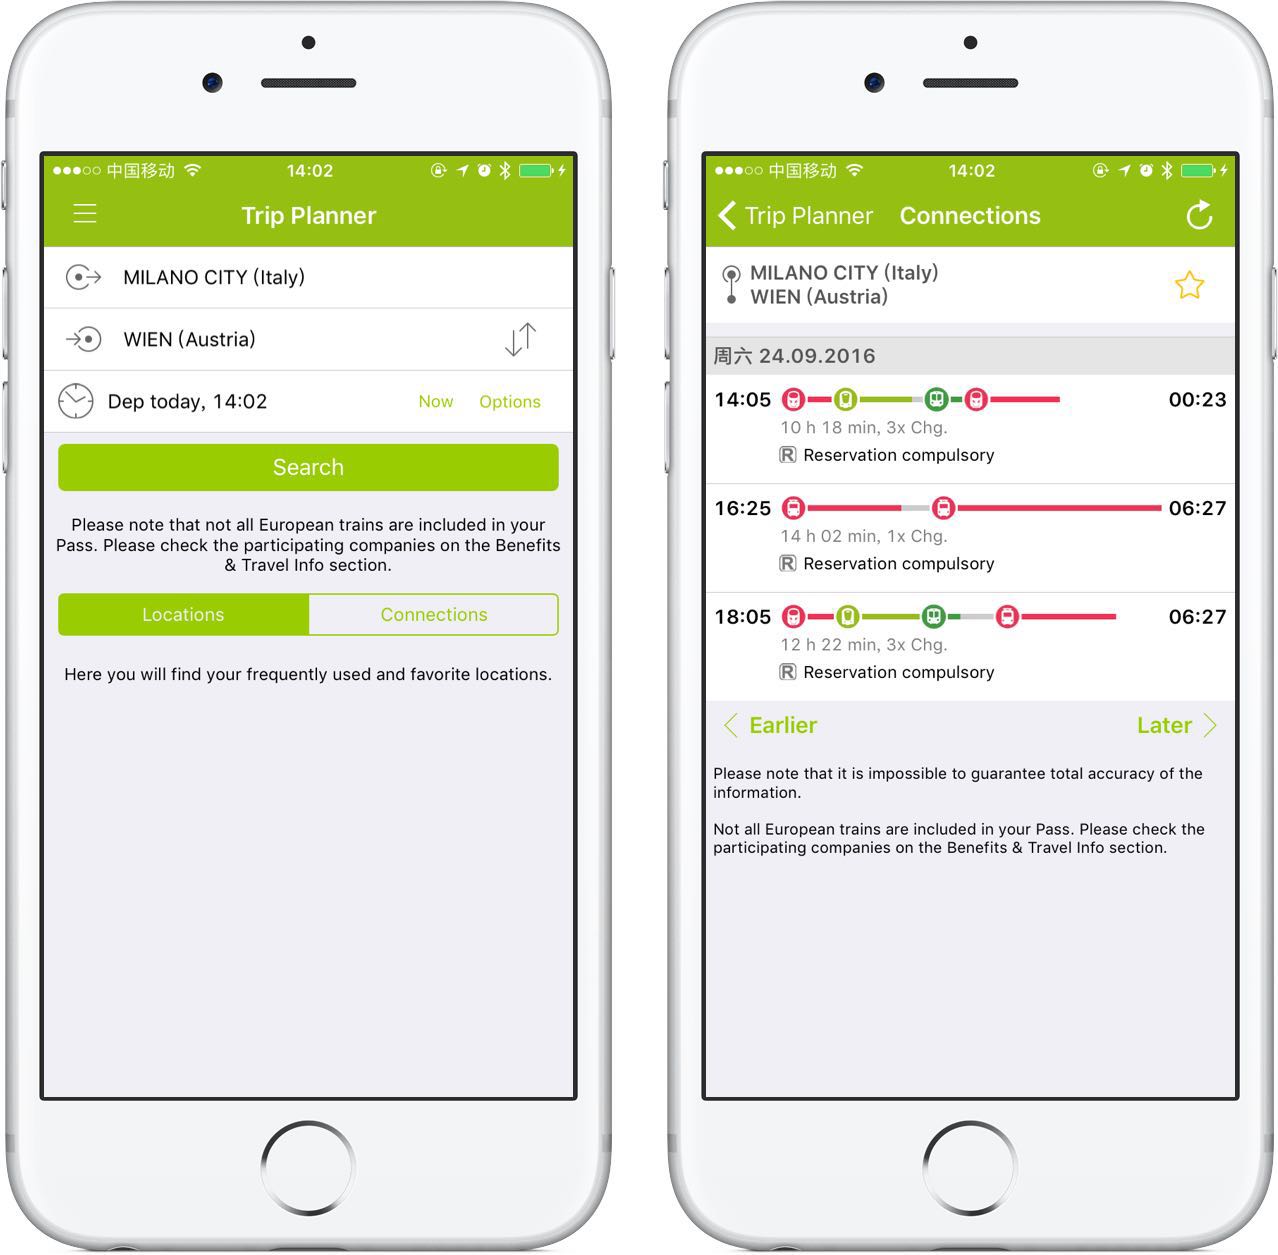 中国移动
14:02
Trip Planner
MILANO CITY (Italy)
WIEN (Austria)
Dep today, 14:02
Now
Options
Search
Please note that not all European trains are included in your
Pass. Please check the participating companies on the Benefits
& Travel Info section.
Locations
Connections
Here you will find your frequently used and favorite locations.
中国移动
14:02
Trip Planner
Connections
MILANO CITY (Italy)
WIEN (Austria)
周六 24.09.2016
14:05
00:23
10 h 18 min, 3x Chg.
R Reservation compulsory
16:25
06:27
14 h 02 min, 1x Chg.
R Reservation compulsory
18:05
06:27
12 h 22 min, 3x Chg.
R Reservation compulsory
Earlier
Later
Please note that it is impossible to guarantee total accuracy of the
information.
Not all European trains are included in your Pass. Please check the
participating companies on the Benefits & Travel Info section.